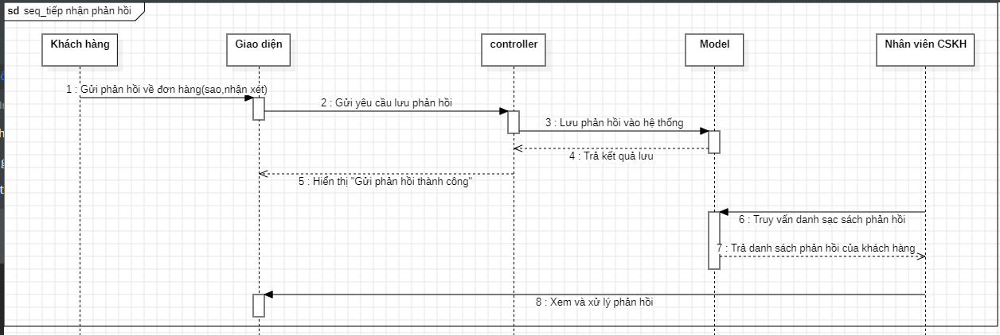 sd seq_tiếp nhận phản hồi
Khách hàng
Giao diện
controller
Model
Nhân viên CSKH
1 : Gửi phản hồi về đơn hàng(sao,nhận xét)
2 : Gửi yêu cầu lưu phản hồi
3 : Lưu phản hồi vào hệ thống
4 : Trả kết quả lưu
5 : Hiển thị "Gửi phản hồi thành công"
6 : Truy vấn danh sạc sách phản hồi
7 : Trả danh sách phản hồi của khách hàng
8 : Xem và xử lý phản hồi